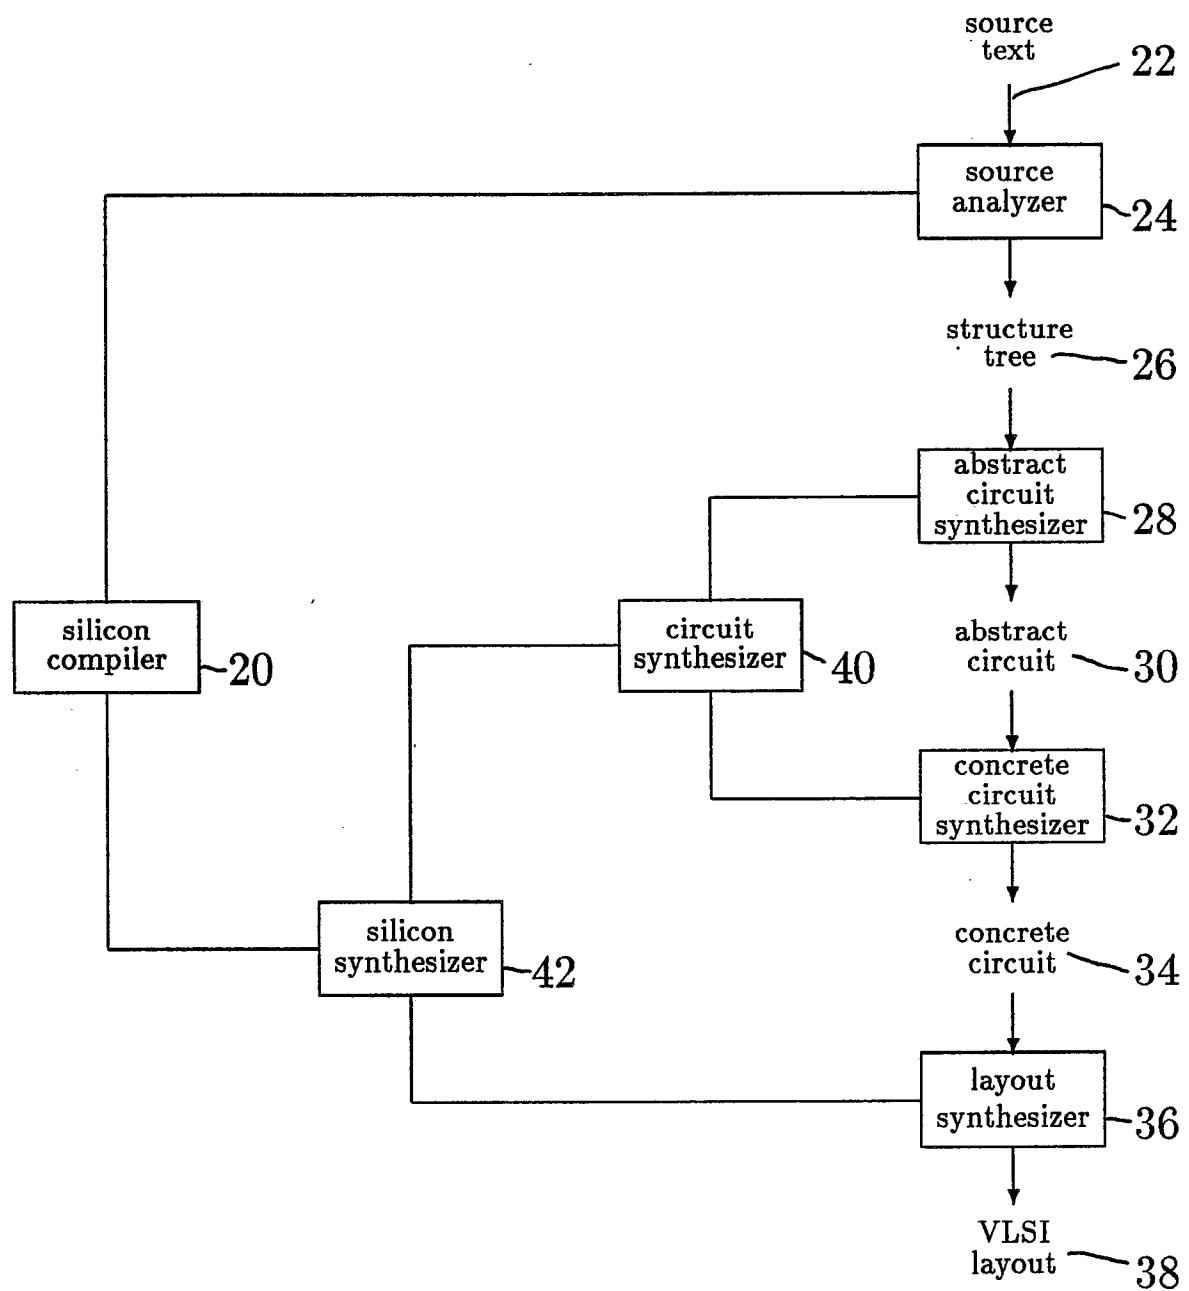 source
text
22
source
analyzer
24
structure
tree
26
abstract
circuit
synthesizer
28
silicon
compiler
20
circuit
synthesizer
40
abstract
circuit
30
concrete
circuit
synthesizer
32
silicon
synthesizer
42
concrete
circuit
34
layout
synthesizer
36
VLSI
layout
38